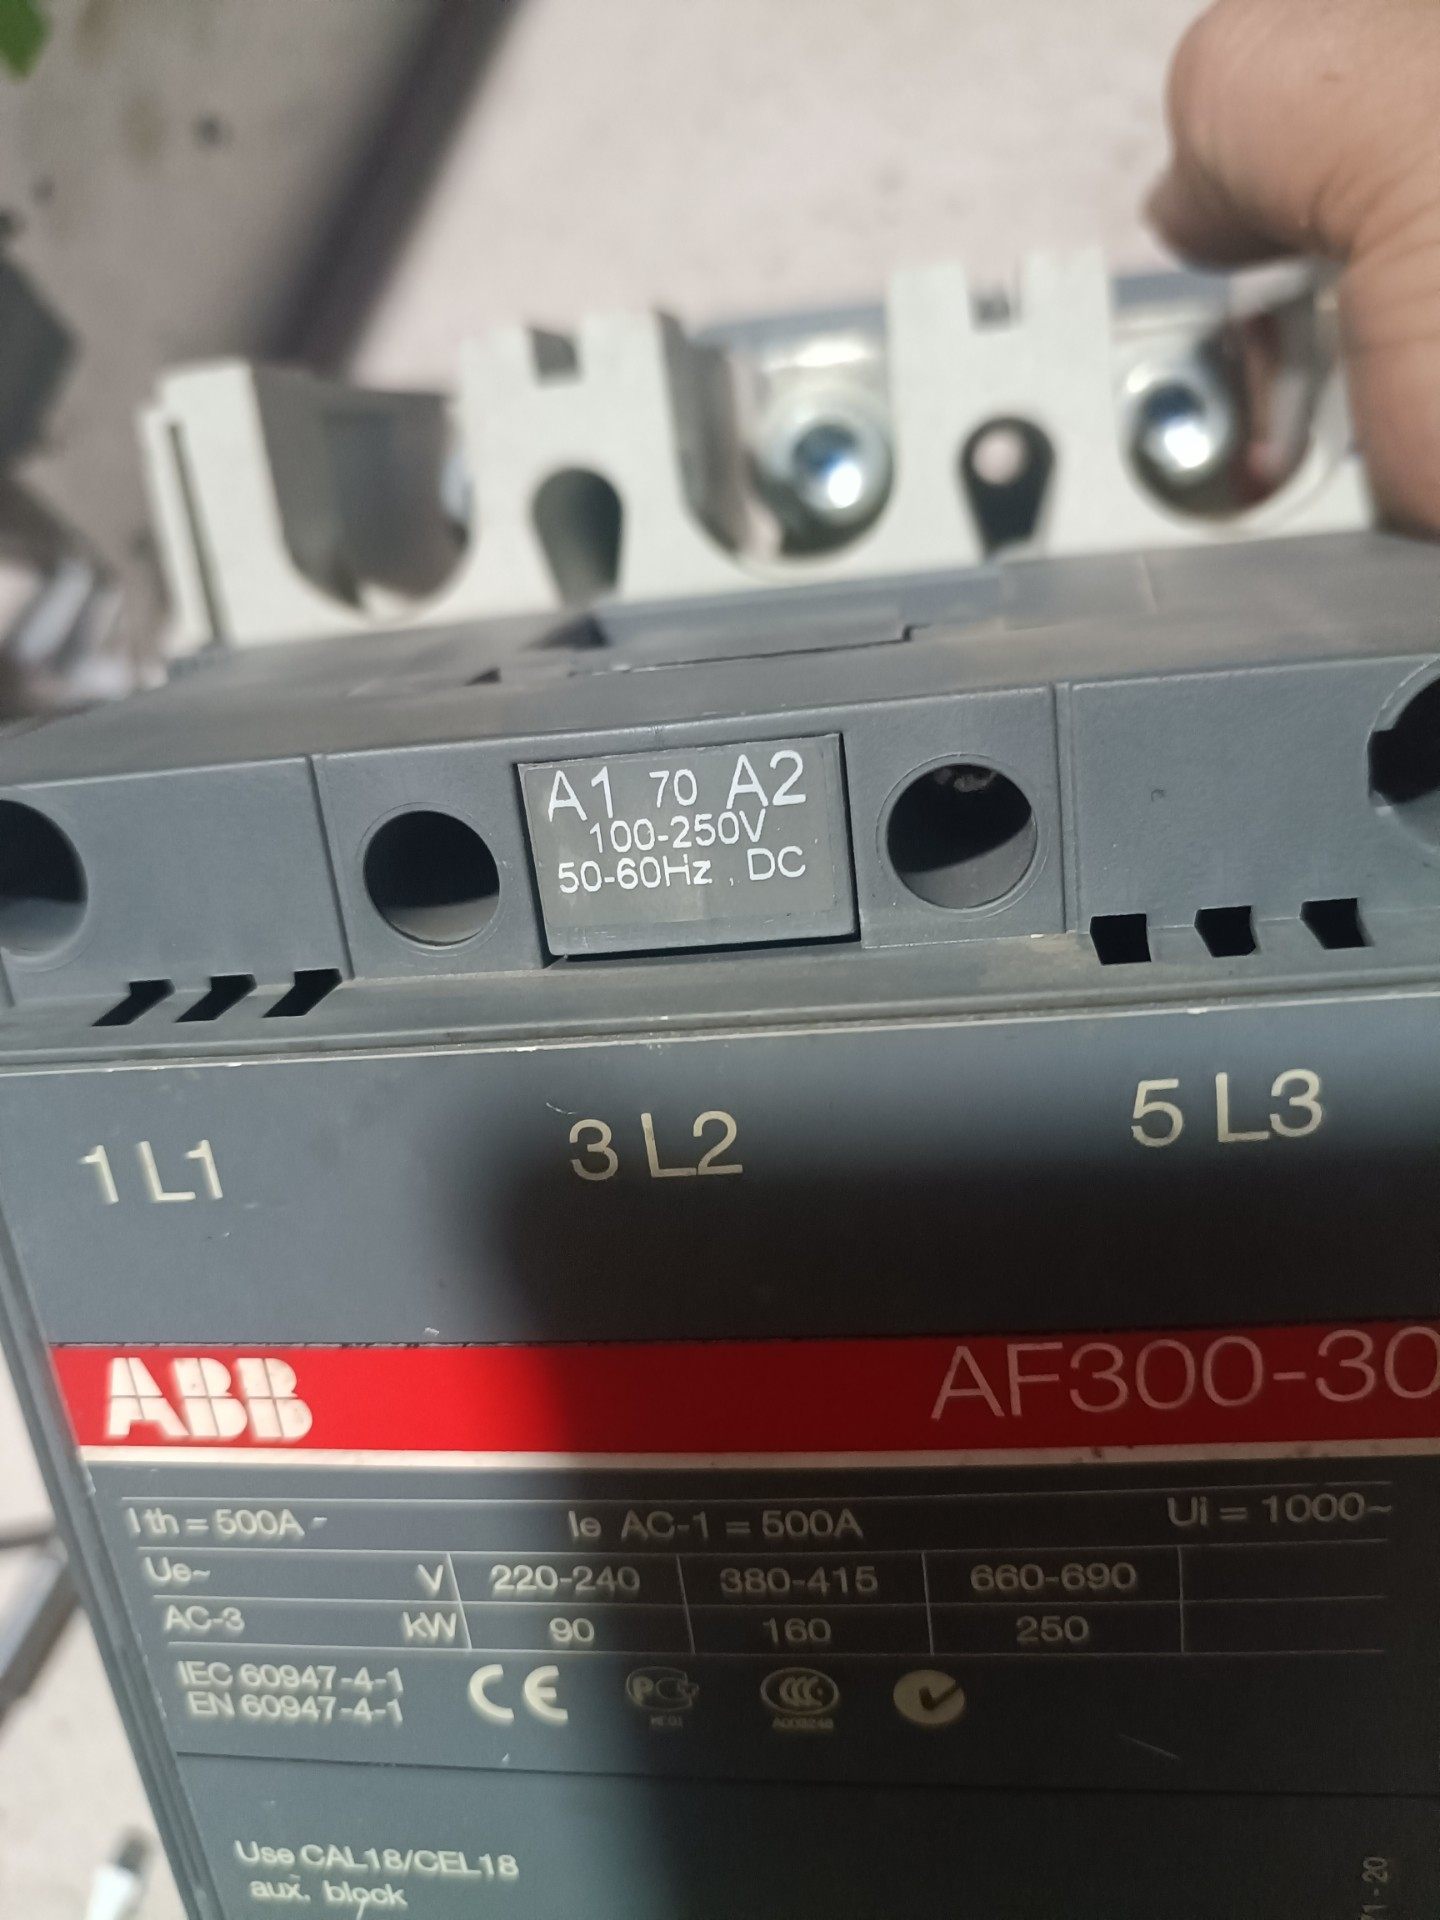 A1 70 A2
100-250V
50-60Hz , DC
1 L1 3 L2 5 L3
ABB AF300-30
Ith = 500A ~ Ie AC-1 = 500A Ui = 1000~
Ue~ V 220-240 380-415 660-690
AC-3 kW 90 160 250
IEC 60947-4-1
EN 60947-4-1
CE
Use CAL18/CEL18
aux. block